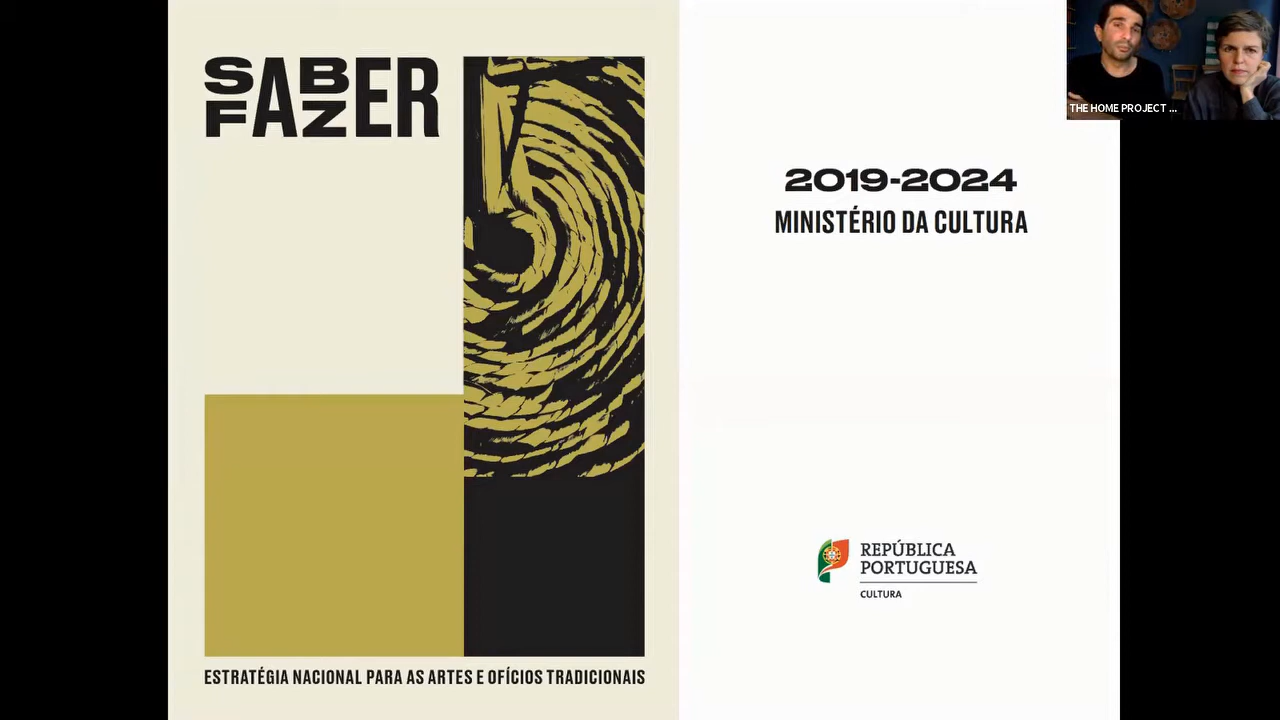 SABER
FAZER
ESTRATÉGIA NACIONAL PARA AS ARTES E OFÍCIOS TRADICIONAIS
2019-2024
MINISTÉRIO DA CULTURA
REPÚBLICA
PORTUGUESA
CULTURA
THE HOME PROJECT ...